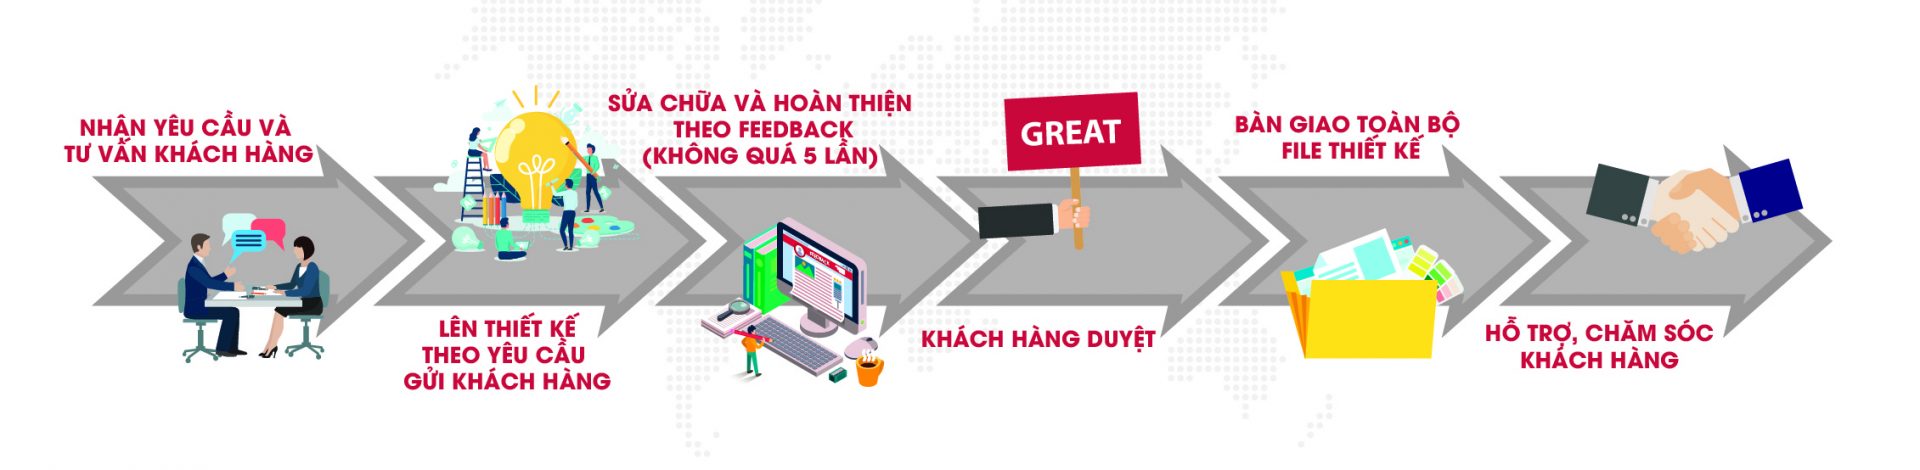 NHẬN YÊU CẦU VÀ
TƯ VẤN KHÁCH HÀNG
LÊN THIẾT KẾ
THEO YÊU CẦU
GỬI KHÁCH HÀNG
SỬA CHỮA VÀ HOÀN THIỆN
THEO FEEDBACK
(KHÔNG QUÁ 5 LẦN)
FEEDBACK
GREAT
KHÁCH HÀNG DUYỆT
BÀN GIAO TOÀN BỘ
FILE THIẾT KẾ
HỖ TRỢ, CHĂM SÓC
KHÁCH HÀNG